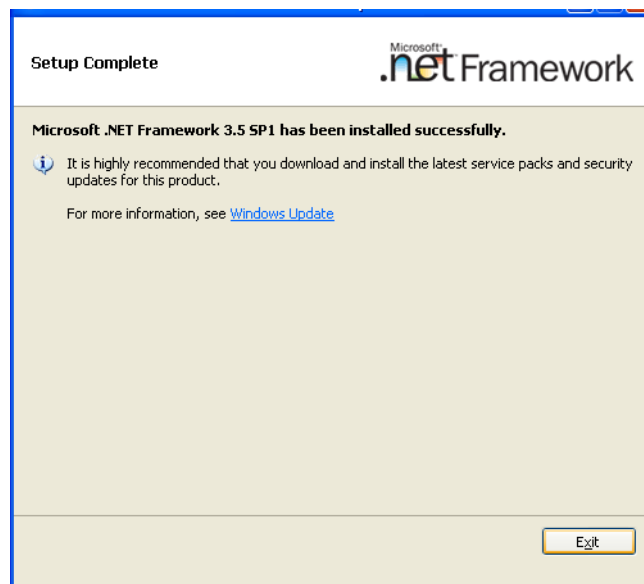 Setup Complete
Microsoft
.net Framework
Microsoft .NET Framework 3.5 SP1 has been installed successfully.
It is highly recommended that you download and install the latest service packs and security
updates for this product.
For more information, see Windows Update
Exit